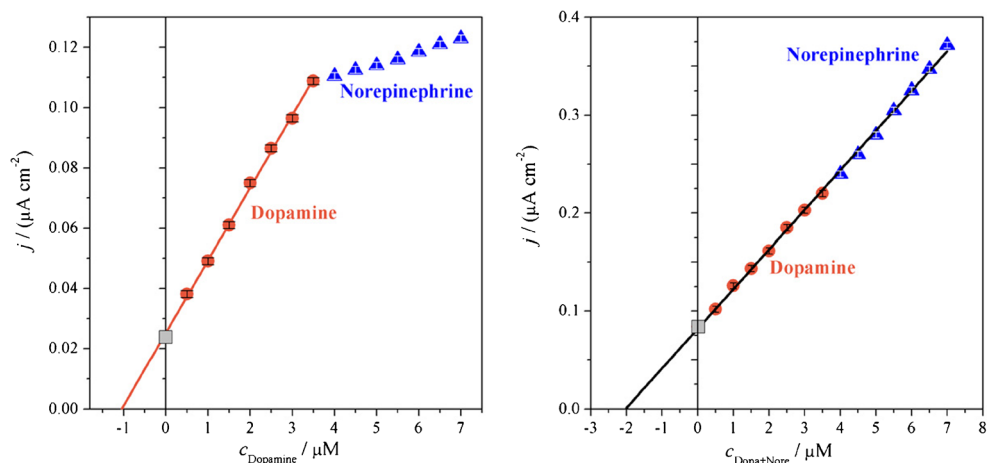 0.12
0.10
0.08
0.06
0.04
0.02
0.00
j / (μA cm-2)
Norepinephrine
Dopamine
-1 0 1 2 3 4 5 6 7
cDopamine / μM
0.4
0.3
0.2
0.1
0.0
j / (μA cm-2)
Norepinephrine
Dopamine
-3 -2 -1 0 1 2 3 4 5 6 7 8
cDopa+Nore / μM